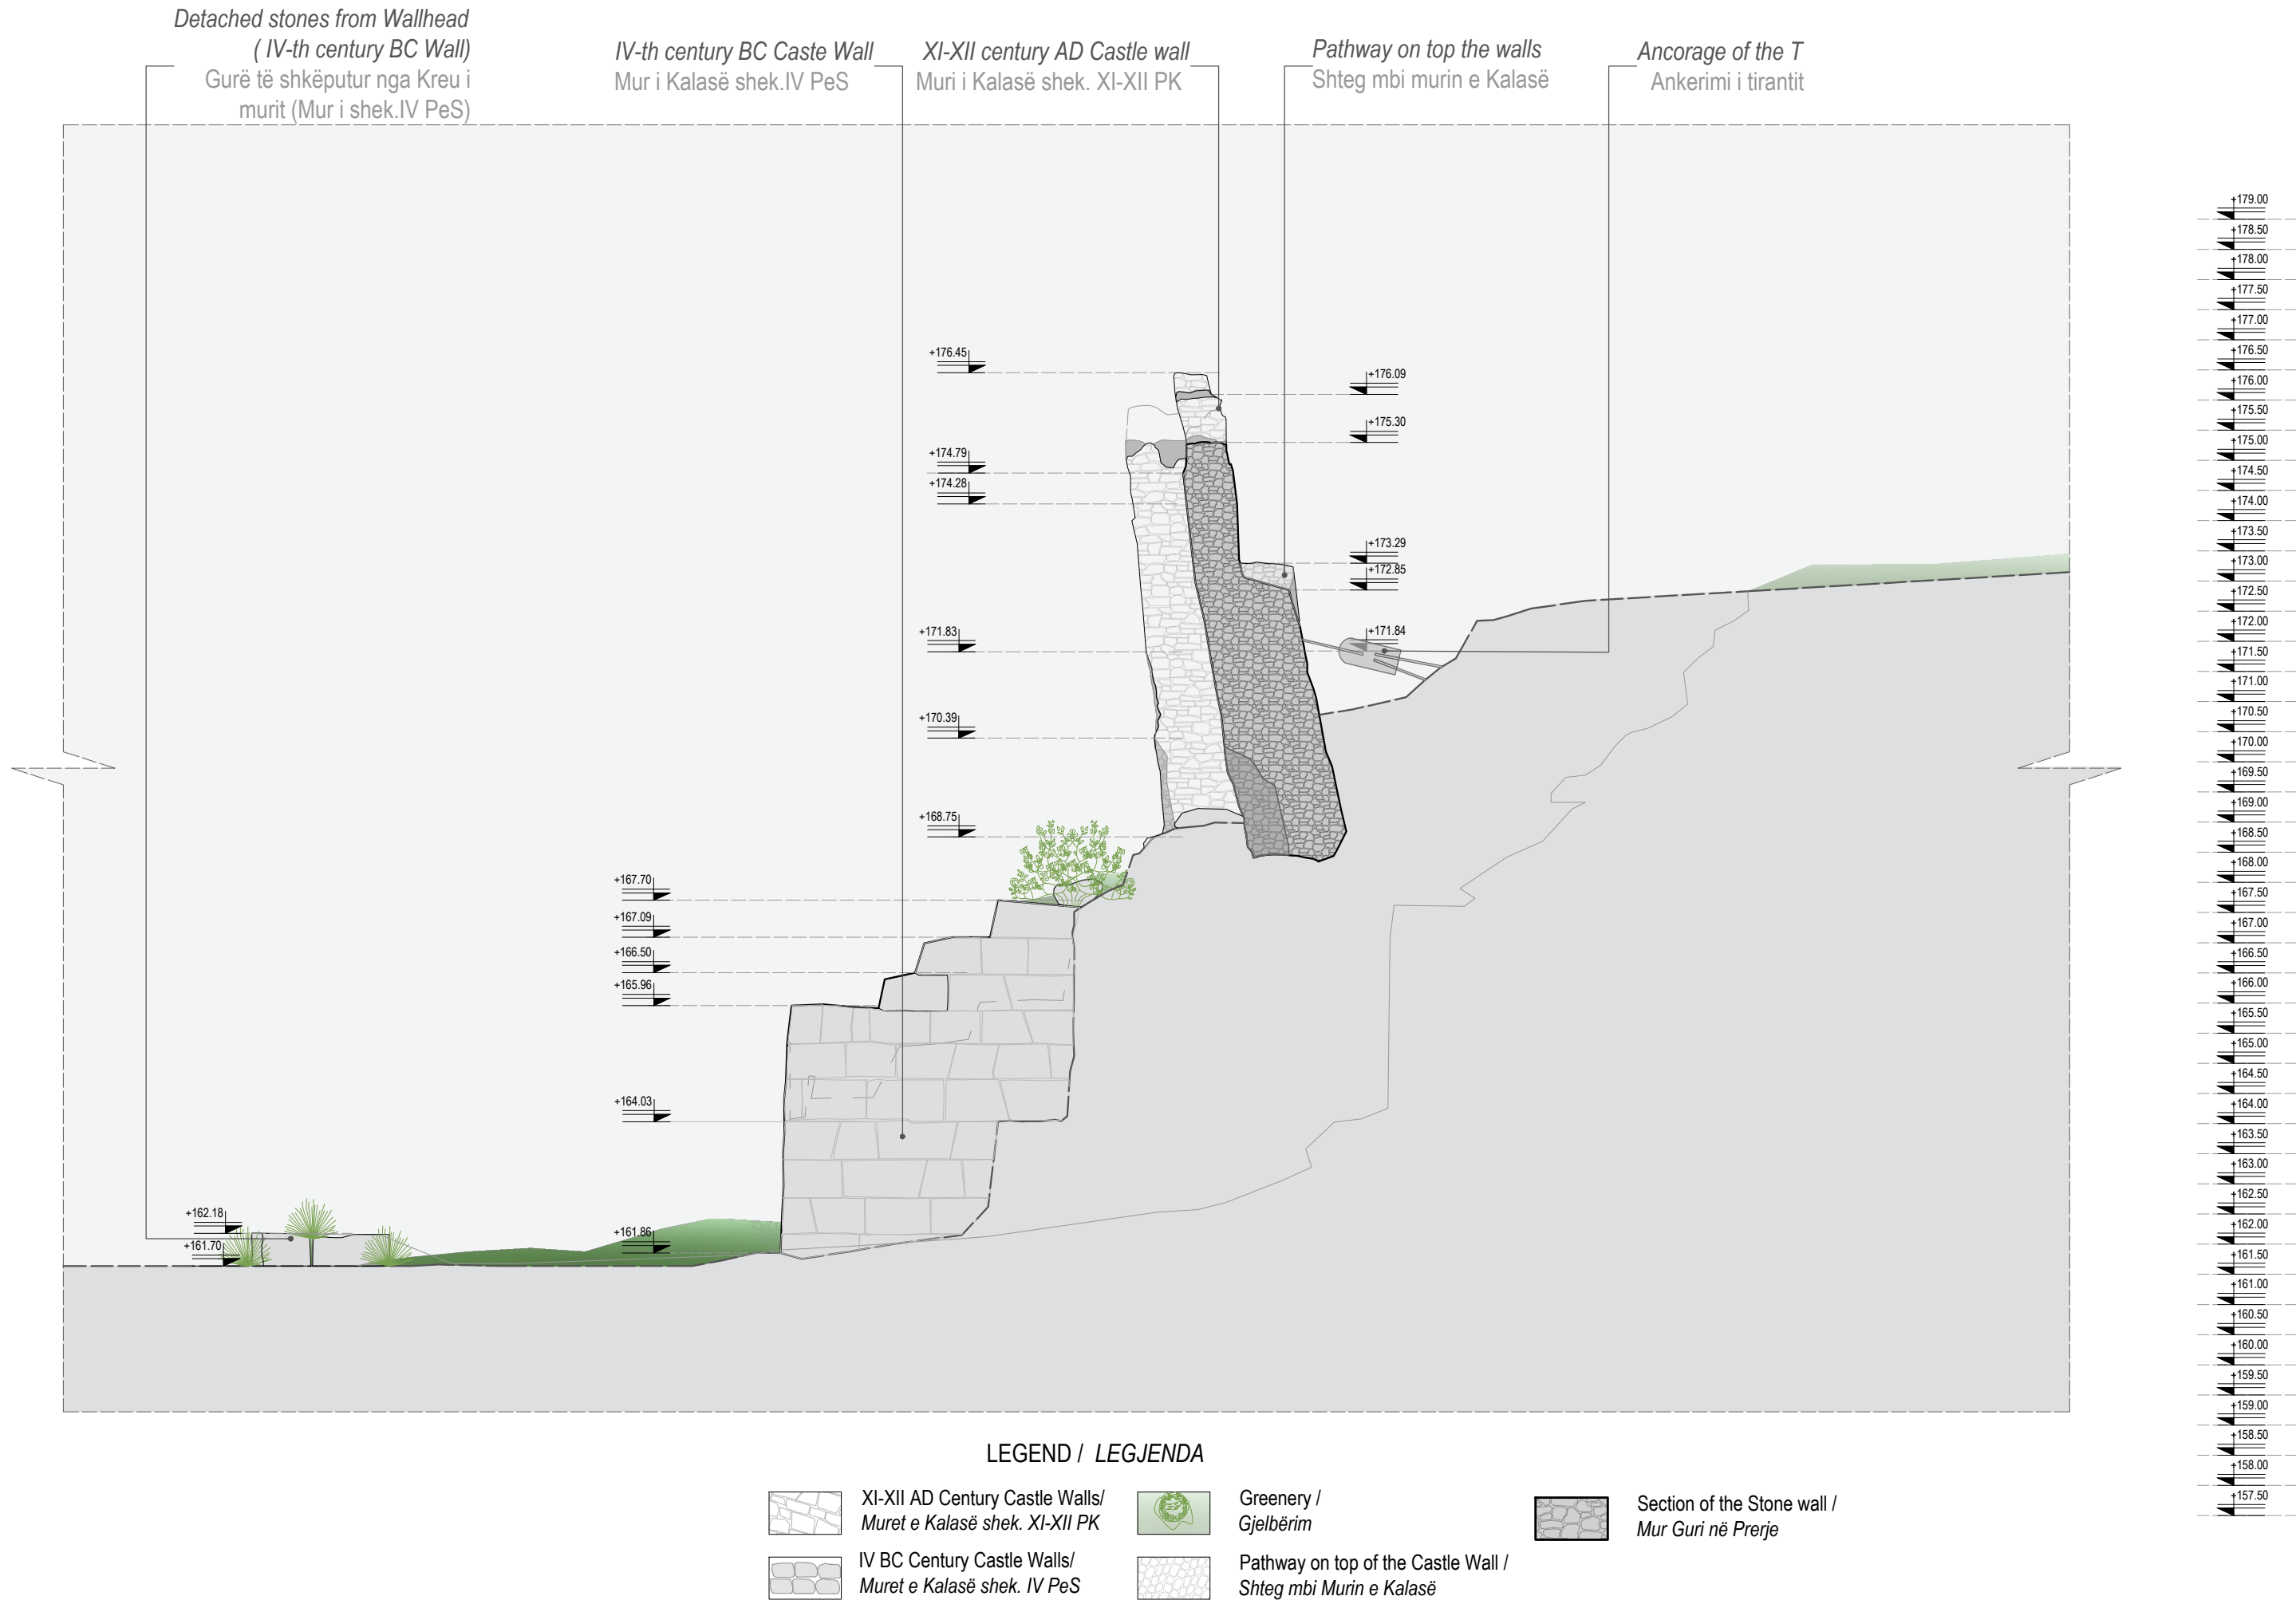 Detached stones from Wallhead
( IV-th century BC Wall)
Gurë të shkëputur nga Kreu i
murit (Mur i shek.IV PeS)
IV-th century BC Caste Wall
Mur i Kalasë shek.IV PeS
XI-XII century AD Castle wall
Muri i Kalasë shek. XI-XII PK
Pathway on top the walls
Shteg mbi murin e Kalasë
Ancorage of the T
Ankerimi i tirantit
+176.45
+174.79
+174.28
+171.83
+170.39
+168.75
+176.09
+175.30
+173.29
+172.85
+171.84
+167.70
+167.09
+166.50
+165.96
+164.03
+161.86
+162.18
+161.70
+179.00
+178.50
+178.00
+177.50
+177.00
+176.50
+176.00
+175.50
+175.00
+174.50
+174.00
+173.50
+173.00
+172.50
+172.00
+171.50
+171.00
+170.50
+170.00
+169.50
+169.00
+168.50
+168.00
+167.50
+167.00
+166.50
+166.00
+165.50
+165.00
+164.50
+164.00
+163.50
+163.00
+162.50
+162.00
+161.50
+161.00
+160.50
+160.00
+159.50
+159.00
+158.50
+158.00
+157.50
LEGEND / LEGJENDA
XI-XII AD Century Castle Walls/
Muret e Kalasë shek. XI-XII PK
IV BC Century Castle Walls/
Muret e Kalasë shek. IV PeS
Greenery /
Gjelbërim
Pathway on top of the Castle Wall /
Shteg mbi Murin e Kalasë
Section of the Stone wall /
Mur Guri në Prerje